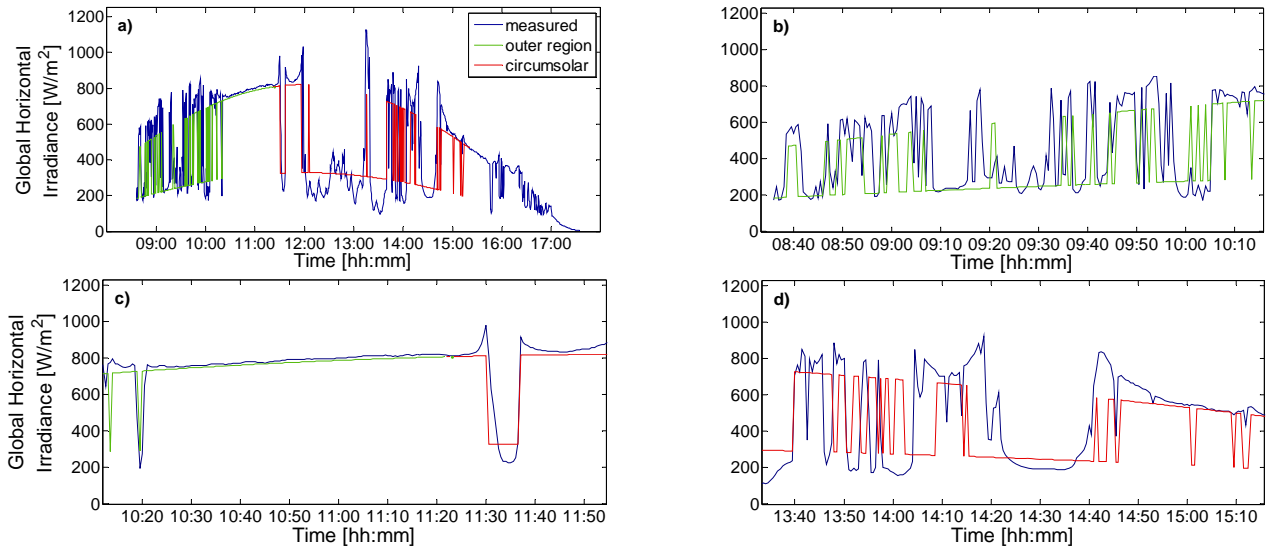 a)
measured
outer region
circumsolar
Global Horizontal
Irradiance [W/m²]
1200
1000
800
600
400
200
0
09:00 10:00 11:00 12:00 13:00 14:00 15:00 16:00 17:00
Time [hh:mm]
b)
1200
1000
800
600
400
200
0
08:40 08:50 09:00 09:10 09:20 09:30 09:40 09:50 10:00 10:10
Time [hh:mm]
c)
Global Horizontal
Irradiance [W/m²]
1200
1000
800
600
400
200
0
10:20 10:30 10:40 10:50 11:00 11:10 11:20 11:30 11:40 11:50
Time [hh:mm]
d)
1200
1000
800
600
400
200
0
13:40 13:50 14:00 14:10 14:20 14:30 14:40 14:50 15:00 15:10
Time [hh:mm]